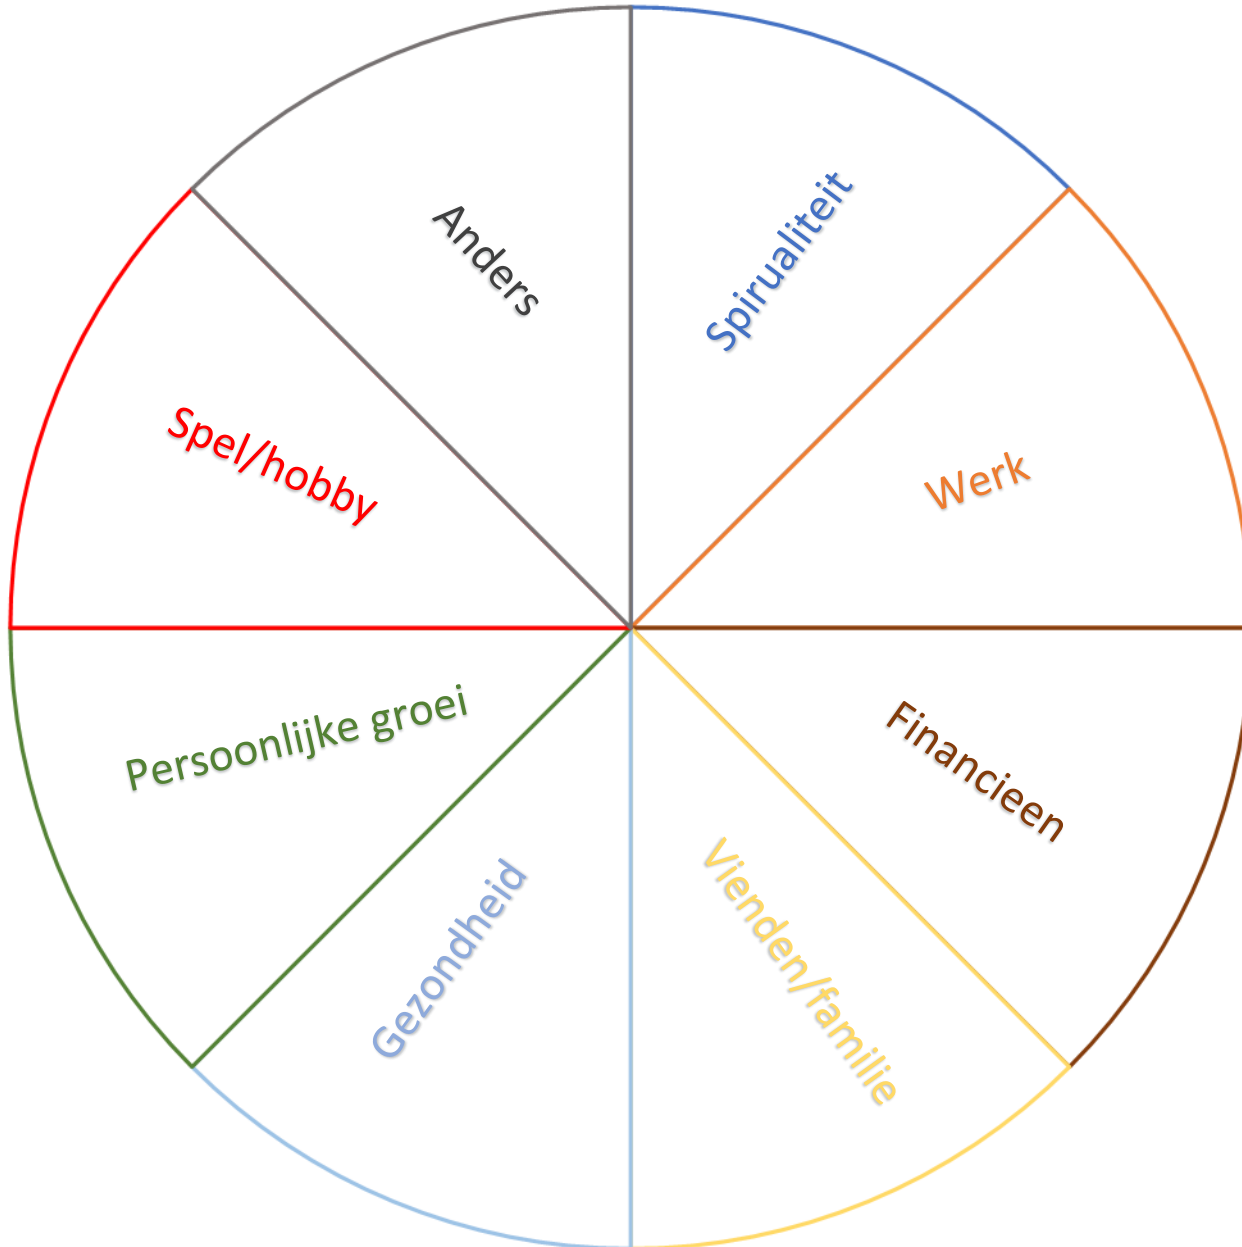 Spirualiteit
Werk
Financieen
Vienden/familie
Gezondheid
Persoonlijke groei
Spel/hobby
Anders